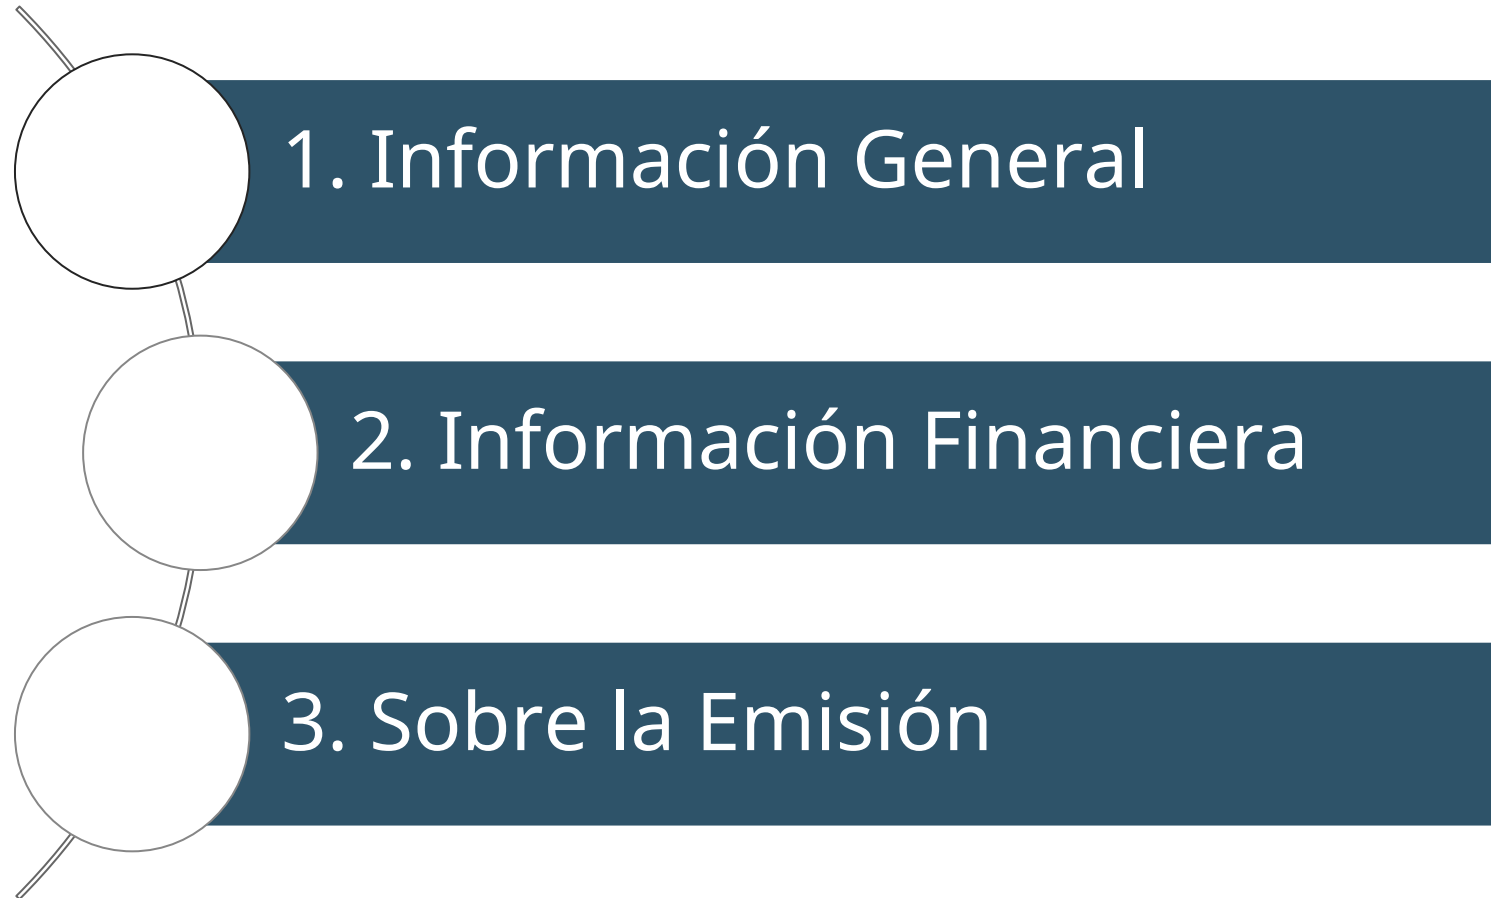 1. Información General
2. Información Financiera
3. Sobre la Emisión